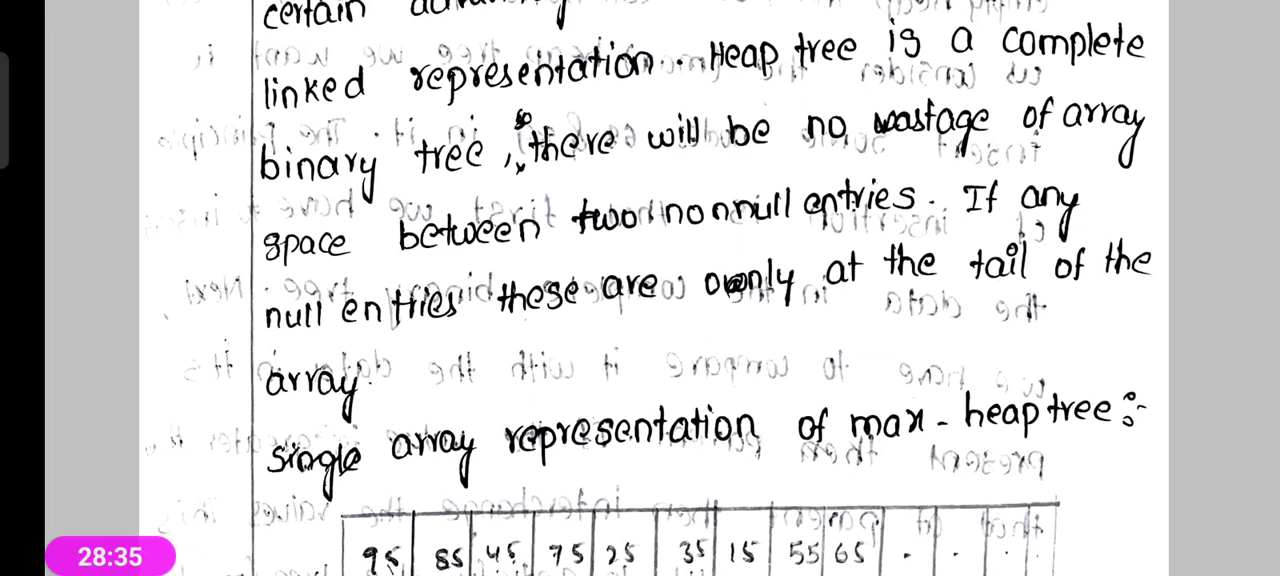 certain
linked representation. Heap tree is a complete
binary tree, so there will be no wastage of array
space between two nonnull entries. If any
null entries these are only at the tail of the
array.
single array representation of max-heap tree:-
95 85 45 75 25 35 15 55 65 . . . .
28:35